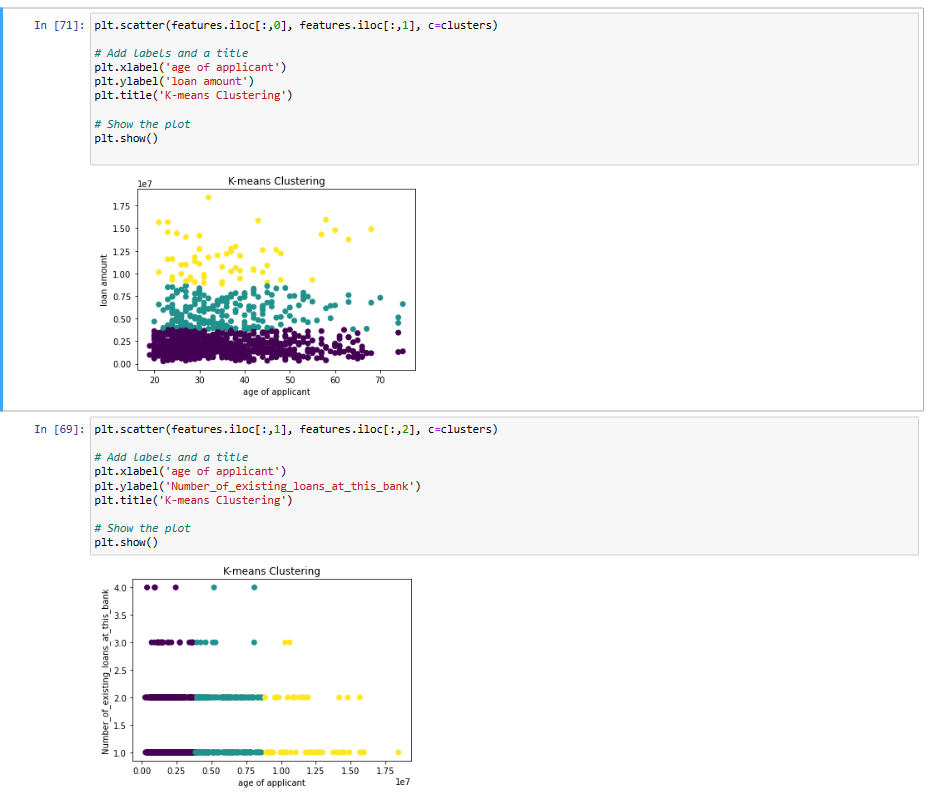 In [71]: plt.scatter(features.iloc[:,0], features.iloc[:,1], c=clusters)
# Add labels and a title
plt.xlabel('age of applicant')
plt.ylabel('loan amount')
plt.title('K-means Clustering')
# Show the plot
plt.show()
K-means Clustering
1e7
1.75
1.50
1.25
1.00
0.75
0.50
0.25
0.00
loan amount
20 30 40 50 60 70
age of applicant
In [69]: plt.scatter(features.iloc[:,1], features.iloc[:,2], c=clusters)
# Add labels and a title
plt.xlabel('age of applicant')
plt.ylabel('Number_of_existing_loans_at_this_bank')
plt.title('K-means Clustering')
# Show the plot
plt.show()
K-means Clustering
4.0
3.5
3.0
2.5
2.0
1.5
1.0
Number_of_existing_loans_at_this_bank
0.00 0.25 0.50 0.75 1.00 1.25 1.50 1.75
1e7
age of applicant